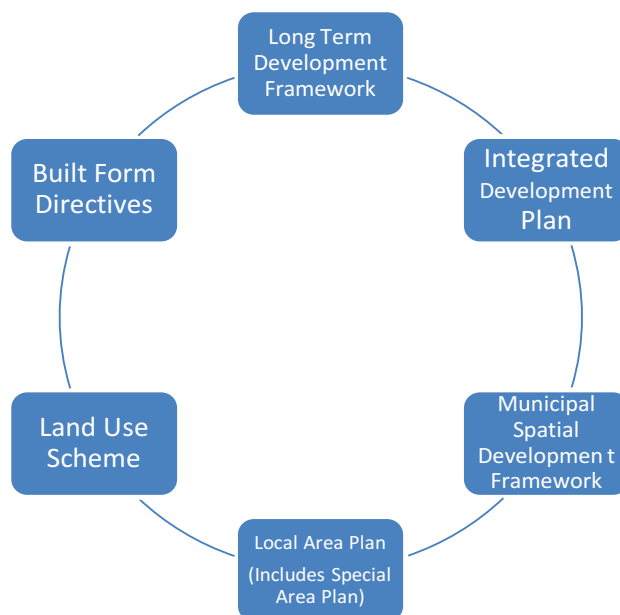 Long Term
Development
Framework
Integrated
Development
Plan
Municipal
Spatial
Development
Framework
Local Area Plan
(Includes Special
Area Plan)
Land Use
Scheme
Built Form
Directives